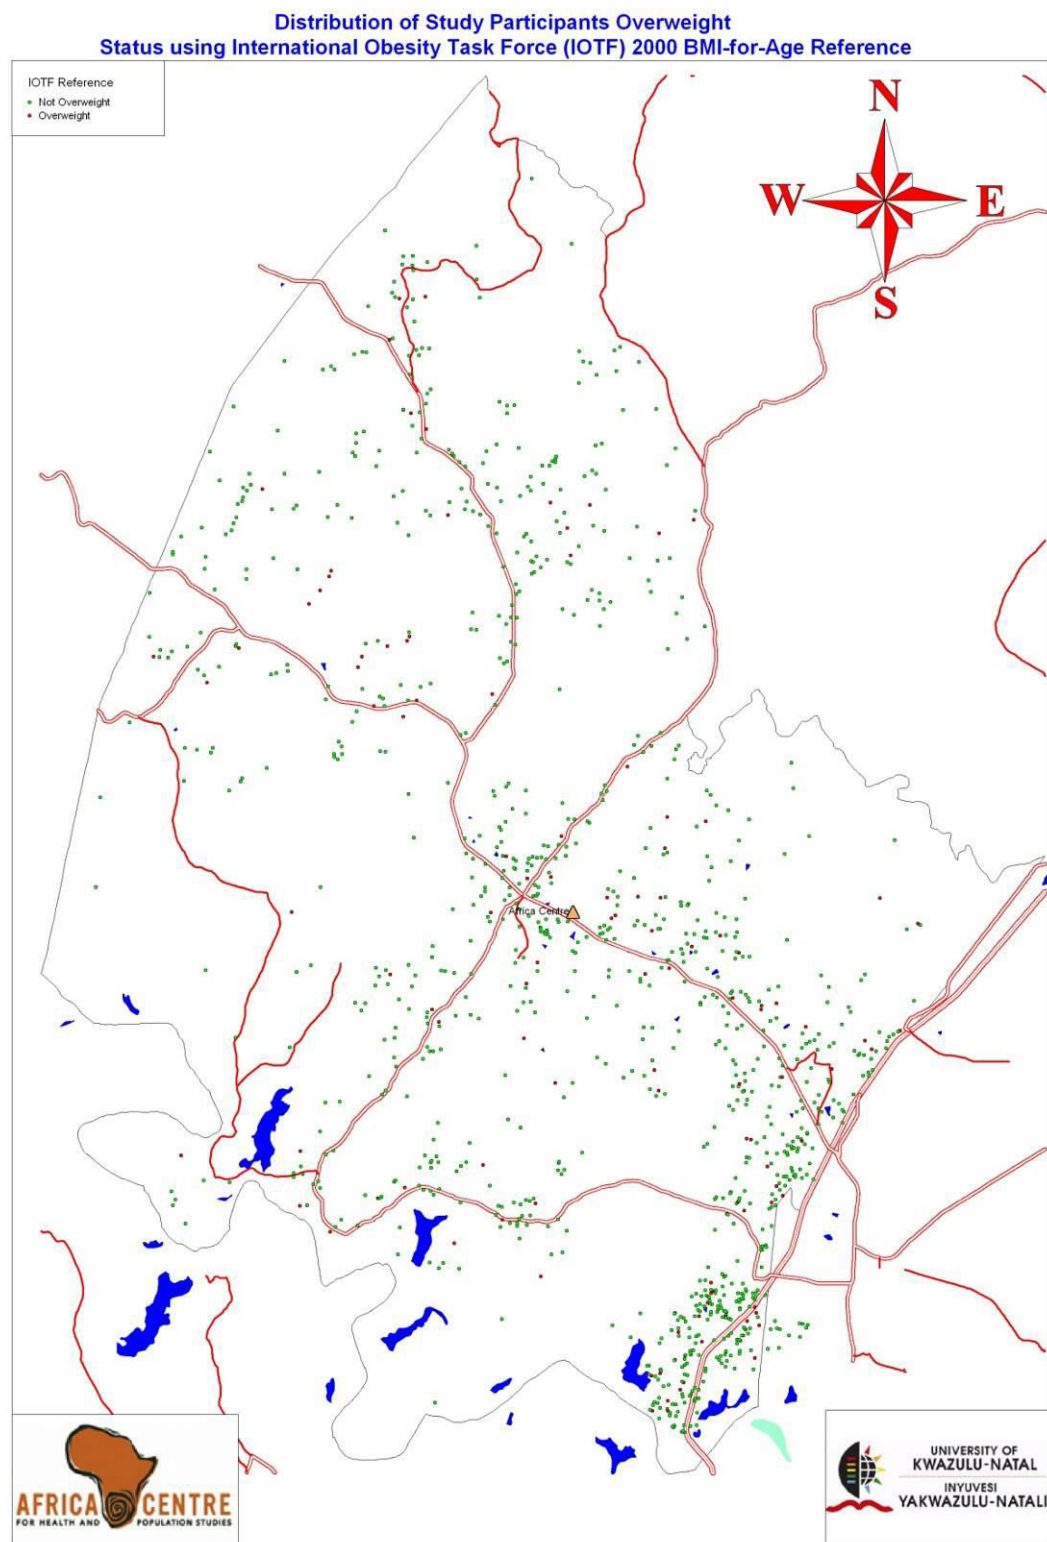 Distribution of Study Participants Overweight
Status using International Obesity Task Force (IOTF) 2000 BMI-for-Age Reference
IOTF Reference
Not Overweight
Overweight
N
W
E
S
Africa Centre
AFRICA CENTRE
FOR HEALTH AND POPULATION STUDIES
UNIVERSITY OF
KWAZULU-NATAL
INYUVESI
YAKWAZULU-NATALI